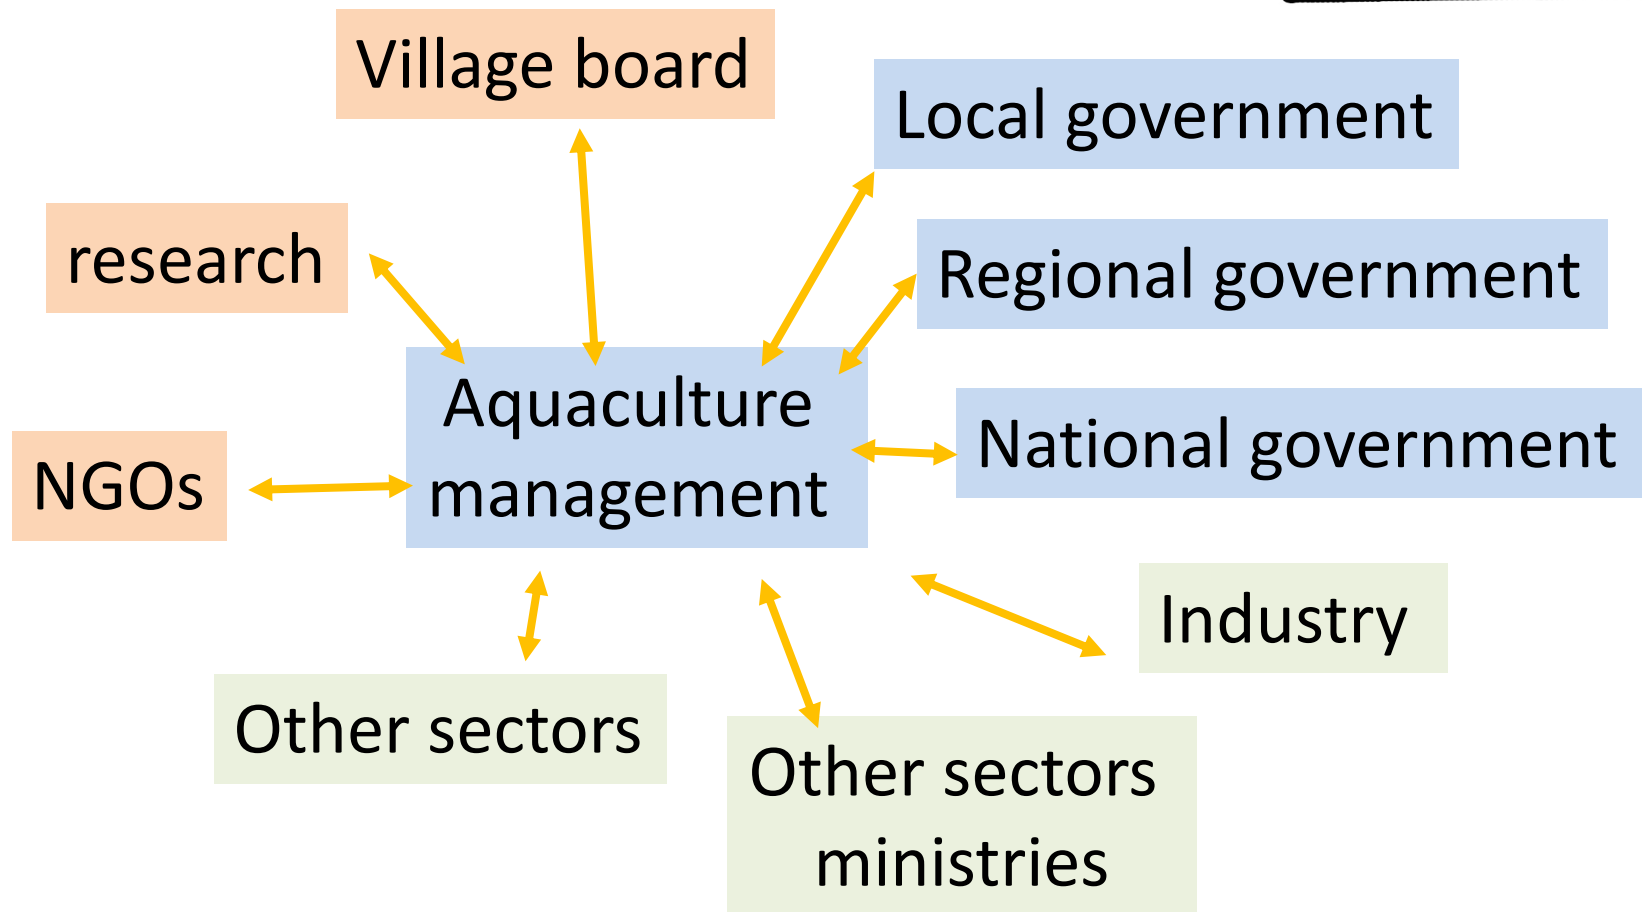 Village board
Local government
research
Regional government
Aquaculture
management
National government
NGOs
Industry
Other sectors
Other sectors
ministries